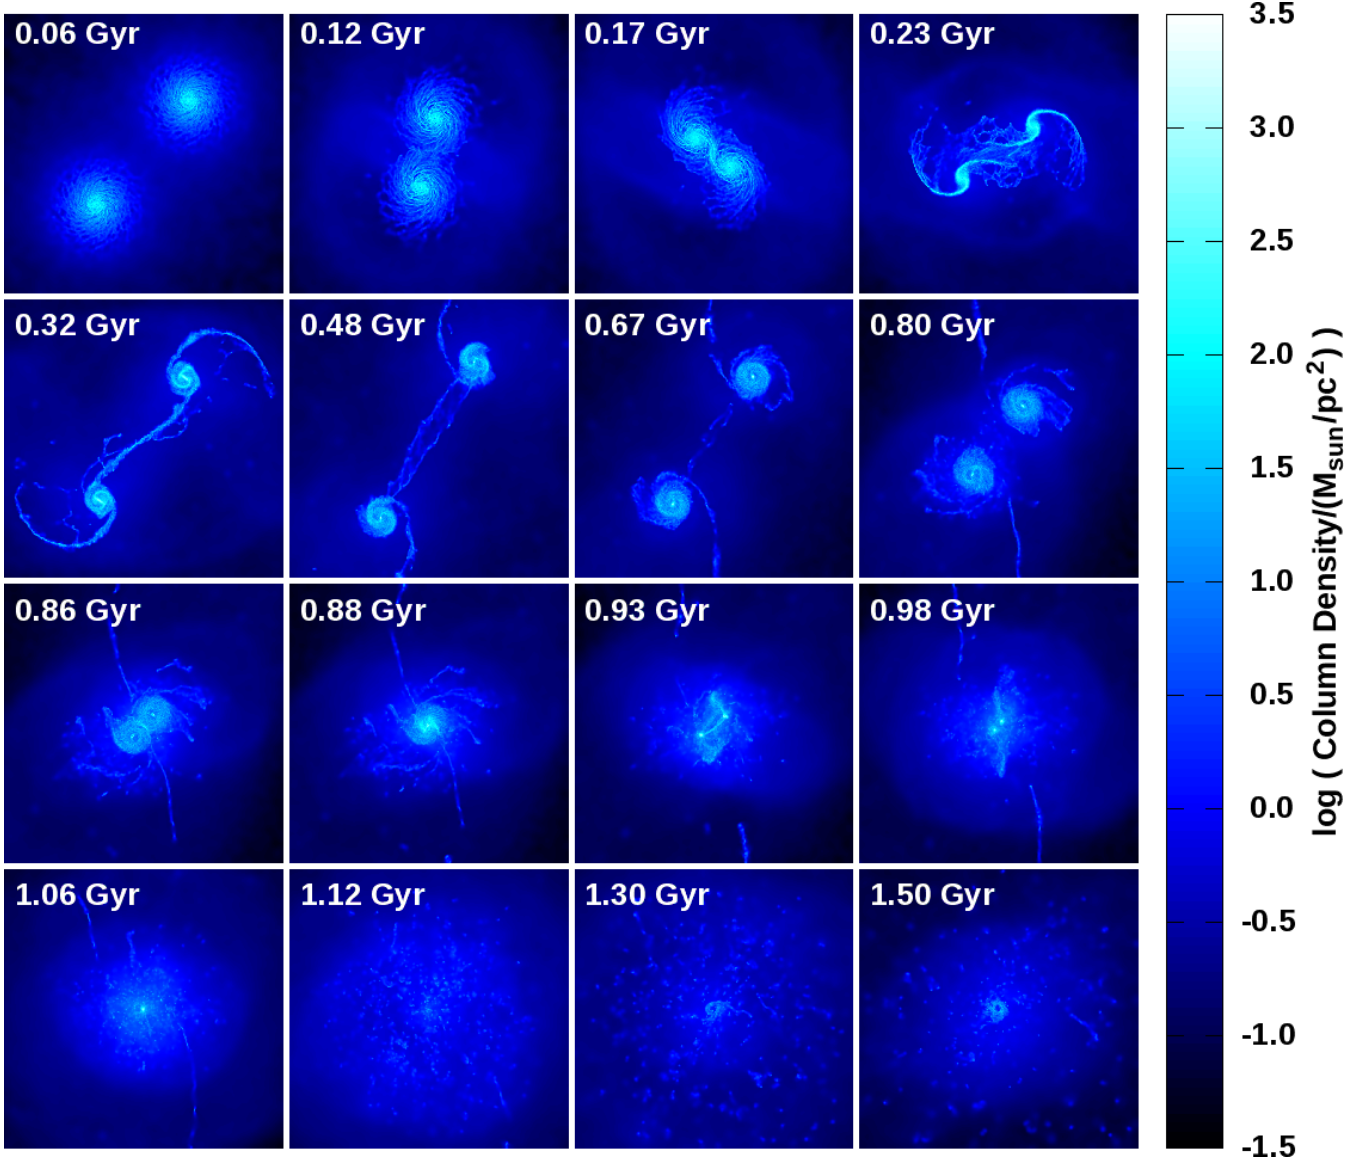 0.06 Gyr
0.12 Gyr
0.17 Gyr
0.23 Gyr
0.32 Gyr
0.48 Gyr
0.67 Gyr
0.80 Gyr
0.86 Gyr
0.88 Gyr
0.93 Gyr
0.98 Gyr
1.06 Gyr
1.12 Gyr
1.30 Gyr
1.50 Gyr
3.5
3.0
2.5
2.0
1.5
1.0
0.5
0.0
-0.5
-1.0
-1.5
log ( Column Density/(M_sun/pc²) )